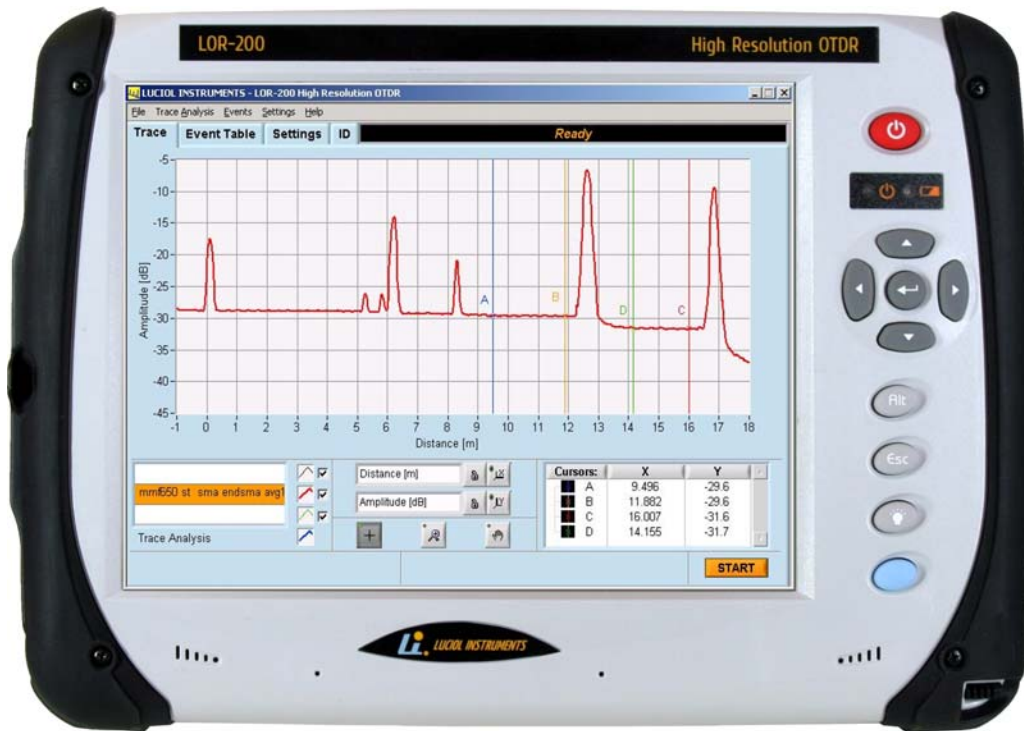 LOR-200 High Resolution OTDR
LUCIOL INSTRUMENTS - LOR-200 High Resolution OTDR
File Trace Analysis Events Settings Help
Trace Event Table Settings ID Ready
-5
-10
-15
-20
-25
-30
-35
-40
-45
Amplitude [dB]
A B D C
-1 0 1 2 3 4 5 6 7 8 9 10 11 12 13 14 15 16 17 18
Distance [m]
mmf650 st sma endsma avg1
Trace Analysis
Distance [m]
Amplitude [dB]
Cursors: X Y
A 9.496 -29.6
B 11.882 -29.6
C 16.007 -31.6
D 14.155 -31.7
START
Alt
Esc
Li. LUCIOL INSTRUMENTS